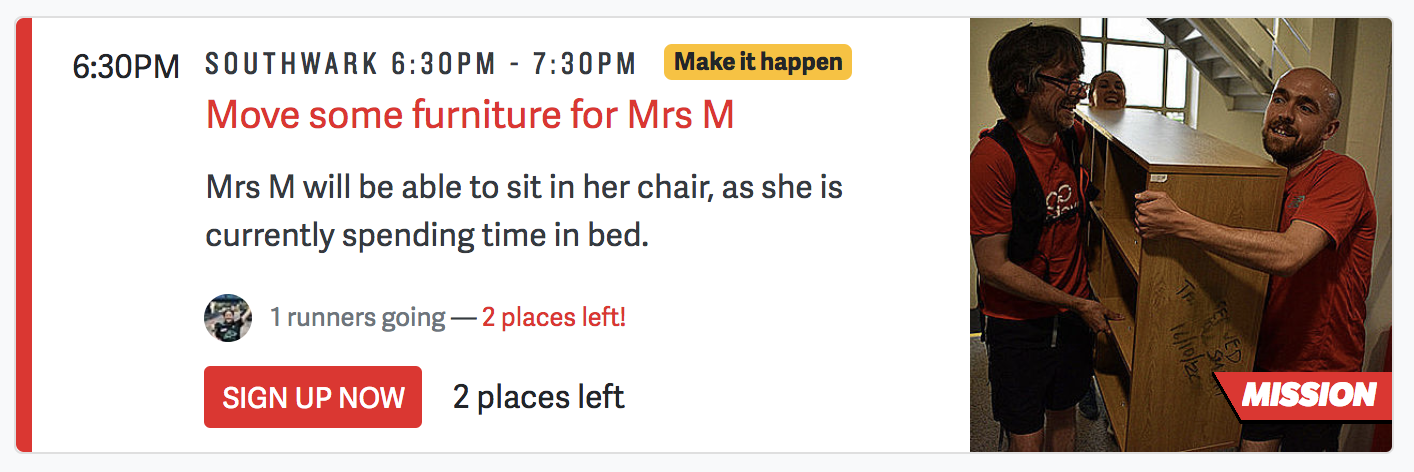 6:30PM
SOUTHWARK 6:30PM - 7:30PM
Make it happen
Move some furniture for Mrs M
Mrs M will be able to sit in her chair, as she is
currently spending time in bed.
1 runners going — 2 places left!
SIGN UP NOW
2 places left
MISSION